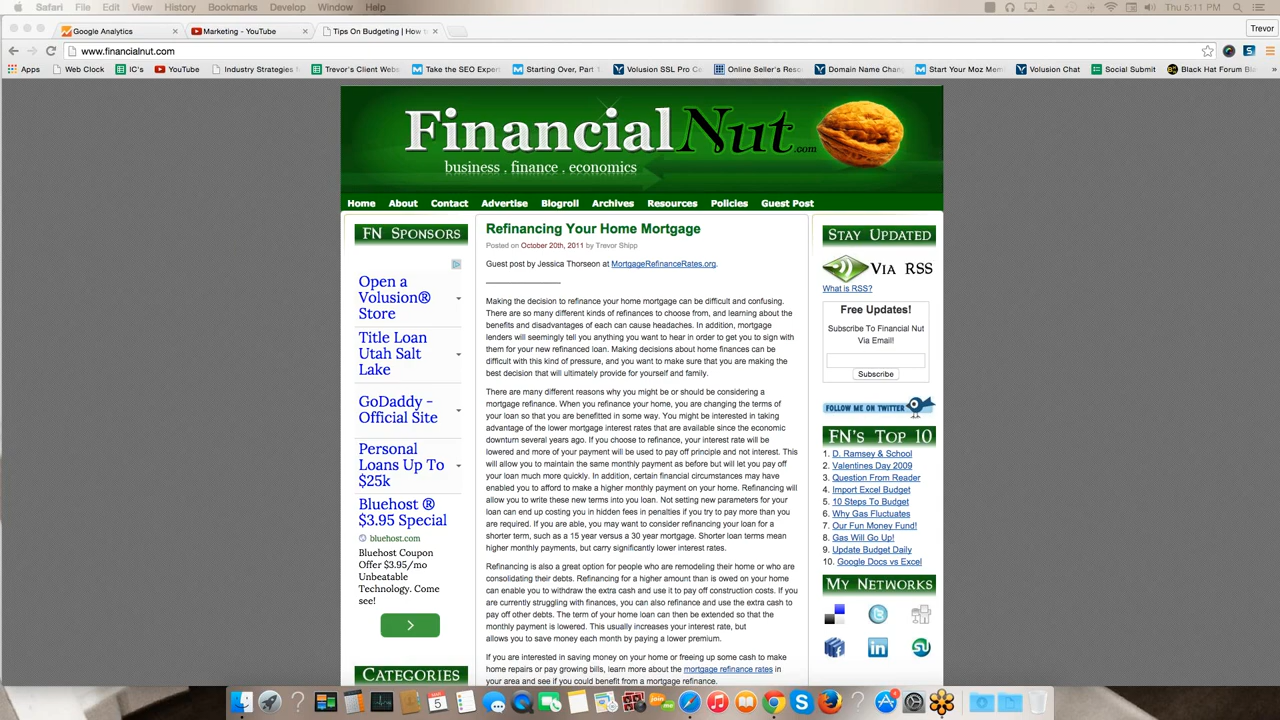 Safari File Edit View History Bookmarks Develop Window Help
Thu 5:11 PM
Google Analytics
Marketing - YouTube
Tips On Budgeting | How
Trevor
www.financialnut.com
Apps Web Clock IC's YouTube Industry Strategies Trevor's Client Webs Take the SEO Exper Starting Over, Part 1 Volusion SSL Pro Ce Online Seller's Reso Domain Name Chang Start Your Moz Mem Volusion Chat Social Submit Black Hat Forum Bla
FinancialNut.com
business . finance . economics
Home About Contact Advertise Blogroll Archives Resources Policies Guest Post
FN Sponsors
Open a
Volusion®
Store
Title Loan
Utah Salt
Lake
GoDaddy -
Official Site
Personal
Loans Up To
$25k
Bluehost ®
$3.95 Special
bluehost.com
Bluehost Coupon
Offer $3.95/mo
Unbeatable
Technology. Come
see!
Categories
Refinancing Your Home Mortgage
Posted on October 20th, 2011 by Trevor Shipp
Guest post by Jessica Thorseon at MortgageRefinanceRates.org.
Making the decision to refinance your home mortgage can be difficult and confusing.
There are so many different kinds of refinances to choose from, and learning about the
benefits and disadvantages of each can cause headaches. In addition, mortgage
lenders will seemingly tell you anything you want to hear in order to get you to sign with
them for your new refinanced loan. Making decisions about home finances can be
difficult with this kind of pressure, and you want to make sure that you are making the
best decision that will ultimately provide for yourself and family.
There are many different reasons why you might be or should be considering a
mortgage refinance. When you refinance your home, you are changing the terms of
your loan so that you are benefitted in some way. You might be interested in taking
advantage of the lower mortgage interest rates that are available since the economic
downturn several years ago. If you choose to refinance, your interest rate will be
lowered and more of your payment will be used to pay off principle and not interest. This
will allow you to maintain the same monthly payment as before but will let you pay off
your loan much more quickly. In addition, certain financial circumstances may have
enabled you to afford to make a higher monthly payment on your home. Refinancing will
allow you to write these new terms into you loan. Not setting new parameters for your
loan can end up costing you in hidden fees in penalties if you try to pay more than you
are required. If you are able, you may want to consider refinancing your loan for a
shorter term, such as a 15 year versus a 30 year mortgage. Shorter loan terms mean
higher monthly payments, but carry significantly lower interest rates.
Refinancing is also a great option for people who are remodeling their home or who are
consolidating their debts. Refinancing for a higher amount than is owed on your home
can enable you to withdraw the extra cash and use it to pay off construction costs. If you
are currently struggling with finances, you can also refinance and use the extra cash to
pay off other debts. The term of your home loan can then be extended so that the
monthly payment is lowered. This usually increases your interest rate, but
allows you to save money each month by paying a lower premium.
If you are interested in saving money on your home or freeing up some cash to make
home repairs or pay growing bills, learn more about the mortgage refinance rates in
your area and see if you could benefit from a mortgage refinance.
Stay Updated
Via RSS
What is RSS?
Free Updates!
Subscribe To Financial Nut
Via Email!
Subscribe
FOLLOW ME ON TWITTER
FN's Top 10
1. D. Ramsey & School
2. Valentines Day 2009
3. Question From Reader
4. Import Excel Budget
5. 10 Steps To Budget
6. Why Gas Fluctuates
7. Our Fun Money Fund!
8. Gas Will Go Up!
9. Update Budget Daily
10. Google Docs vs Excel
My Networks
5
join me